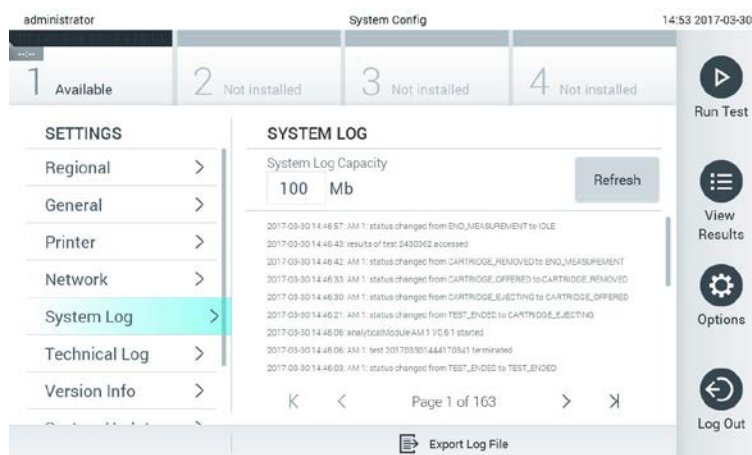 administrator
System Config
14:53 2017-03-30
--:--
1 Available
2 Not installed
3 Not installed
4 Not installed
Run Test
View
Results
Options
Log Out
SETTINGS
Regional
General
Printer
Network
System Log
Technical Log
Version Info
SYSTEM LOG
System Log Capacity
100 Mb
Refresh
2017-03-30 14:46:57: AM 1: status changed from END_MEASUREMENT to IDLE
2017-03-30 14:46:43: results of test 2430362 accessed
2017-03-30 14:46:42: AM 1: status changed from CARTRIDGE_REMOVED to END_MEASUREMENT
2017-03-30 14:46:33: AM 1: status changed from CARTRIDGE_OFFERED to CARTRIDGE_REMOVED
2017-03-30 14:46:30: AM 1: status changed from CARTRIDGE_EJECTING to CARTRIDGE_OFFERED
2017-03-30 14:46:21: AM 1: status changed from TEST_ENDED to CARTRIDGE_EJECTING
2017-03-30 14:46:06: analyticalModule AM 1 V0.6.1 started
2017-03-30 14:46:06: AM 1: test 201703301444170341 terminated
2017-03-30 14:46:03: AM 1: status changed from TEST_ENDED to TEST_ENDED
Page 1 of 163
Export Log File